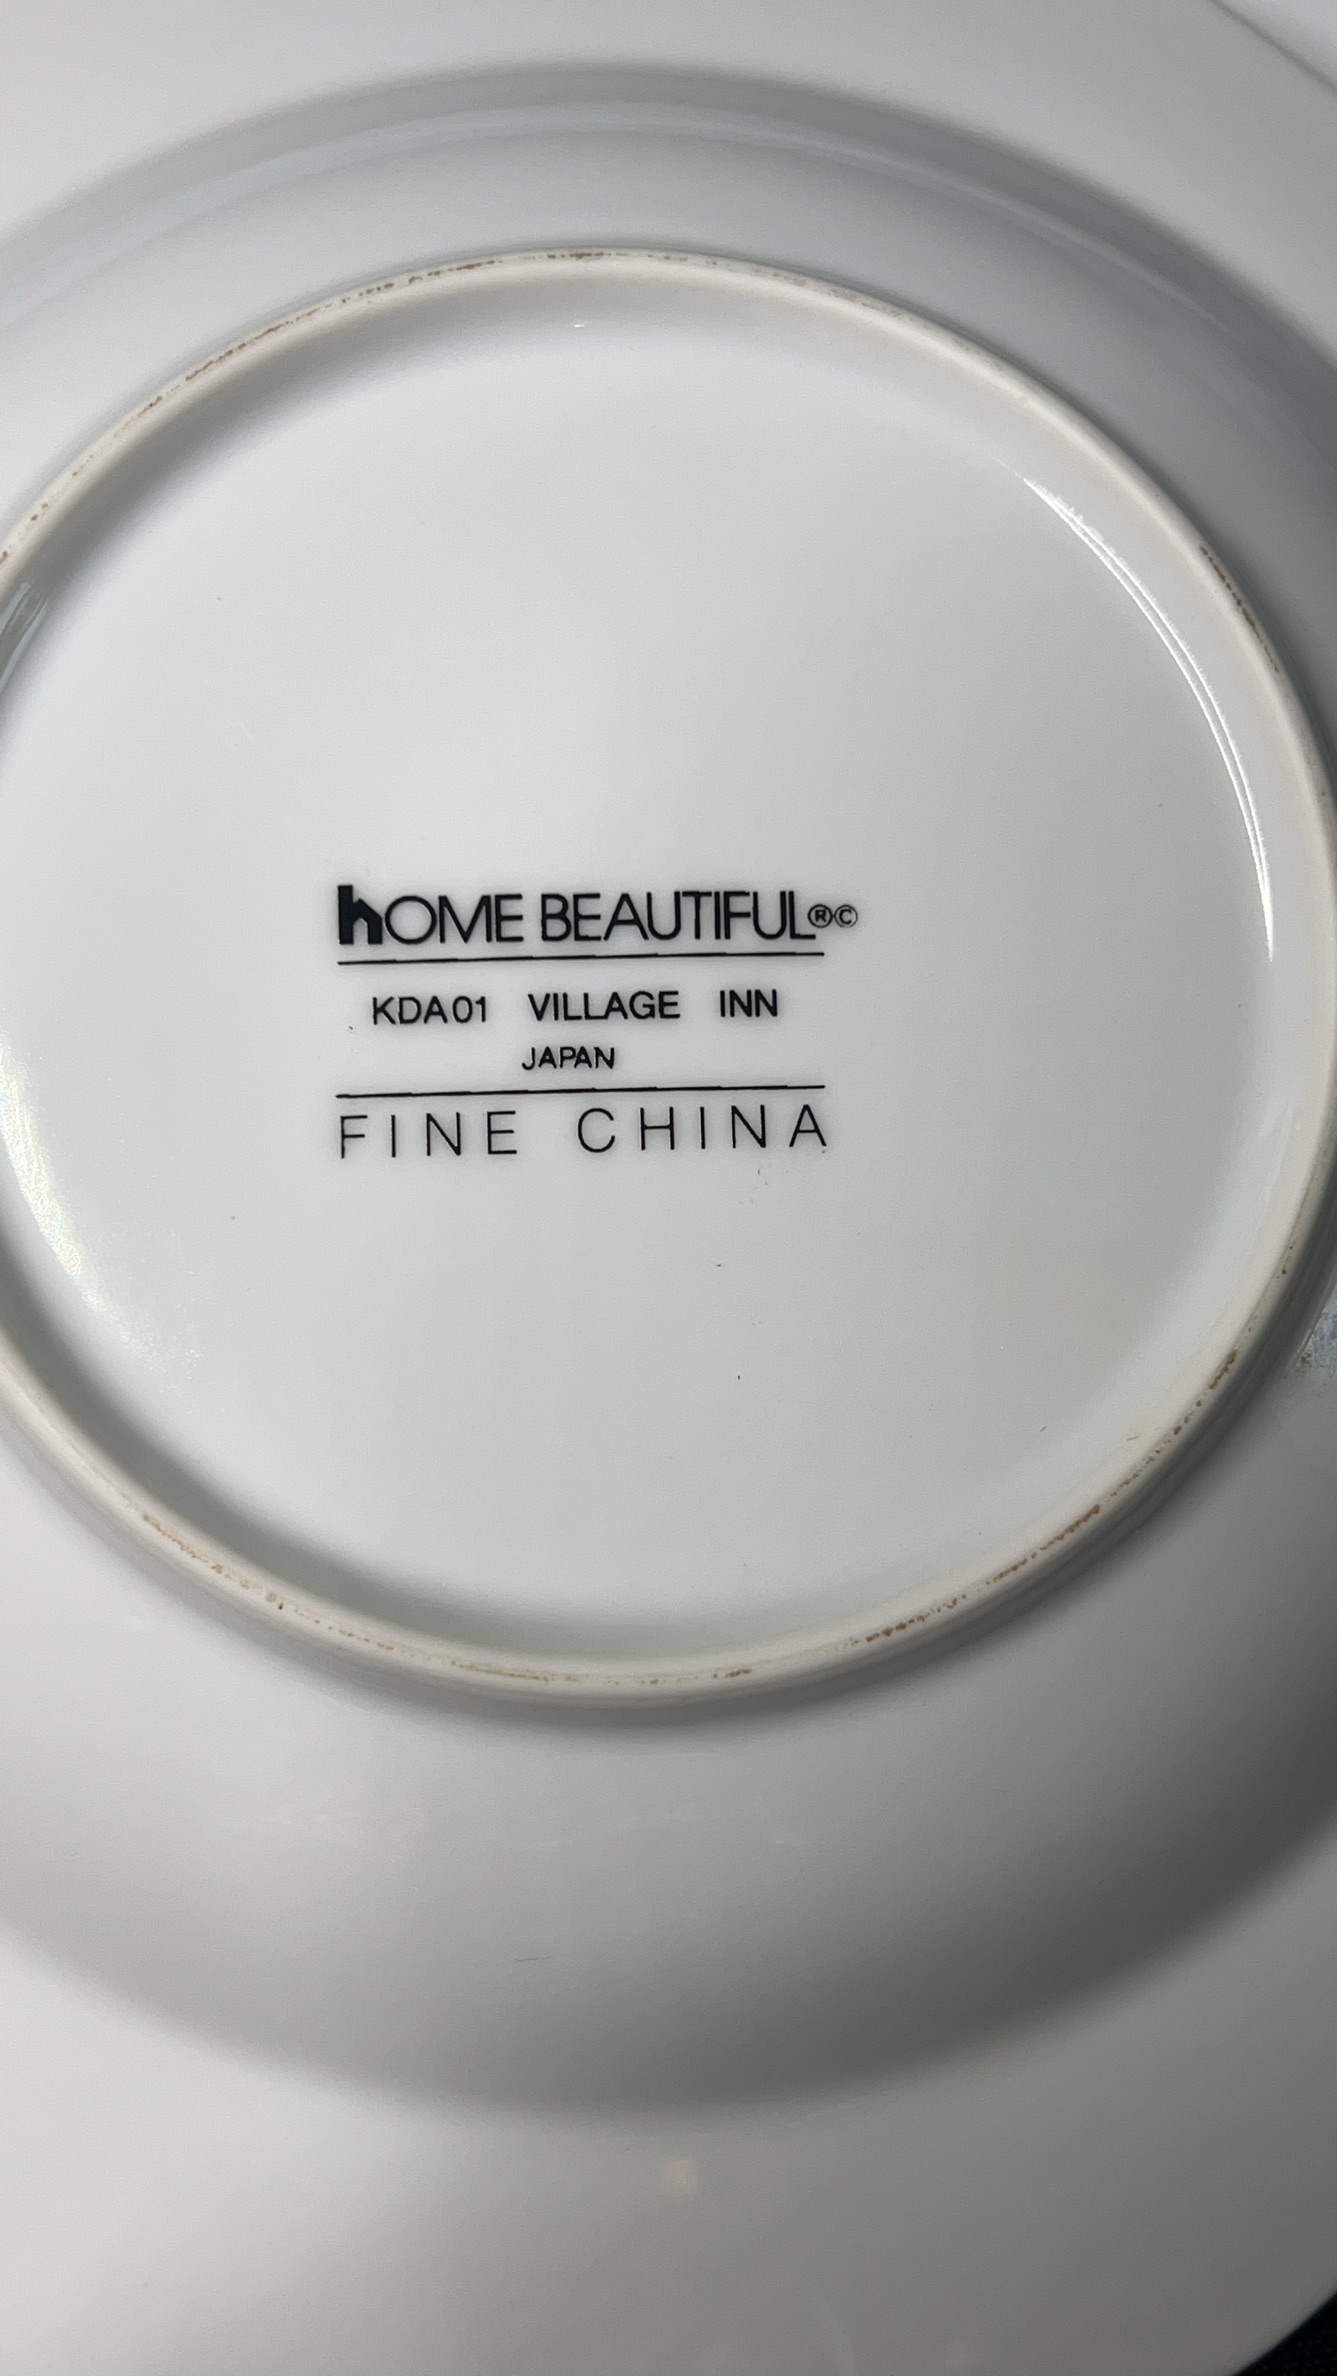 hOME BEAUTIFUL®©
KDA01 VILLAGE INN
JAPAN
FINE CHINA